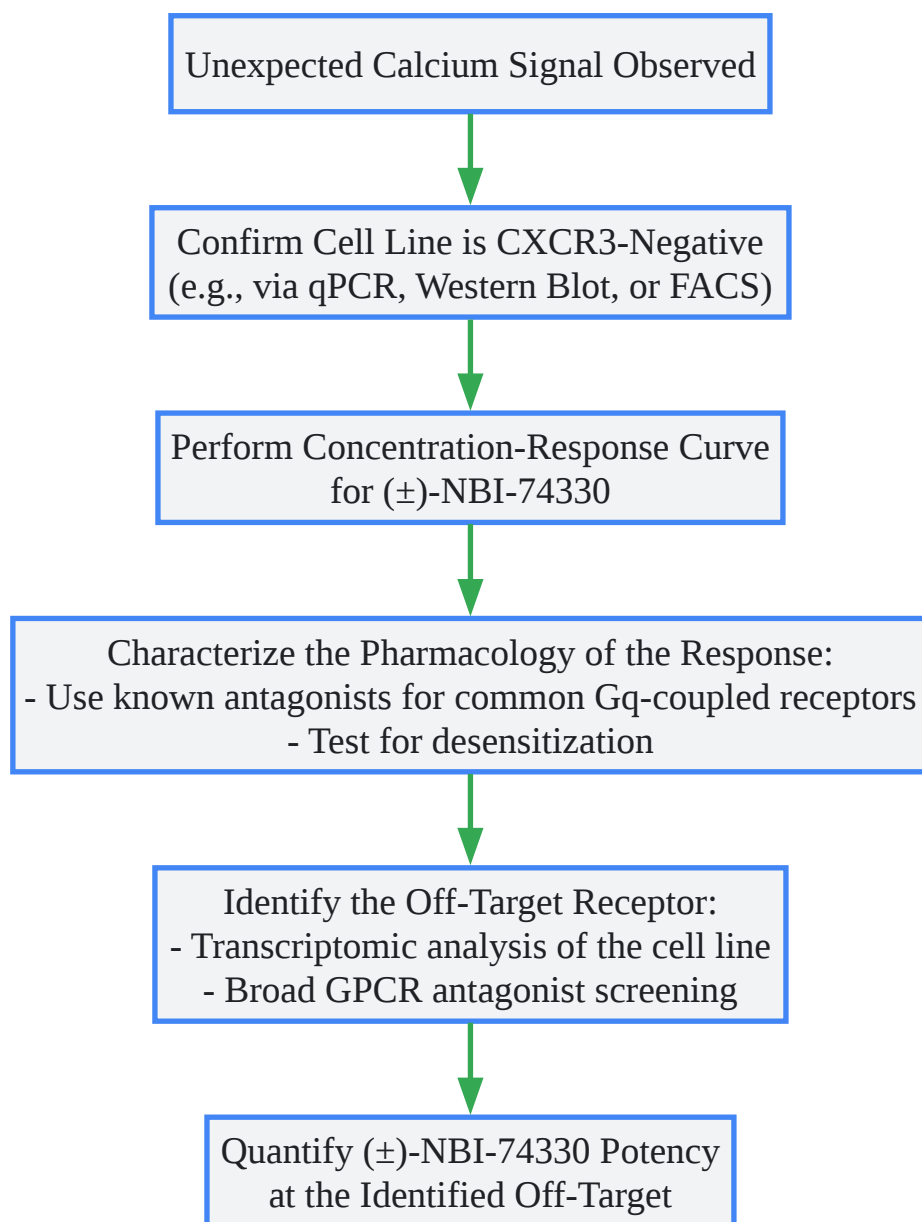 Unexpected Calcium Signal Observed
Confirm Cell Line is CXCR3-Negative
(e.g., via qPCR, Western Blot, or FACS)
Perform Concentration-Response Curve
for (±)-NBI-74330
Characterize the Pharmacology of the Response:
- Use known antagonists for common Gq-coupled receptors
- Test for desensitization
Identify the Off-Target Receptor:
- Transcriptomic analysis of the cell line
- Broad GPCR antagonist screening
Quantify (±)-NBI-74330 Potency
at the Identified Off-Target